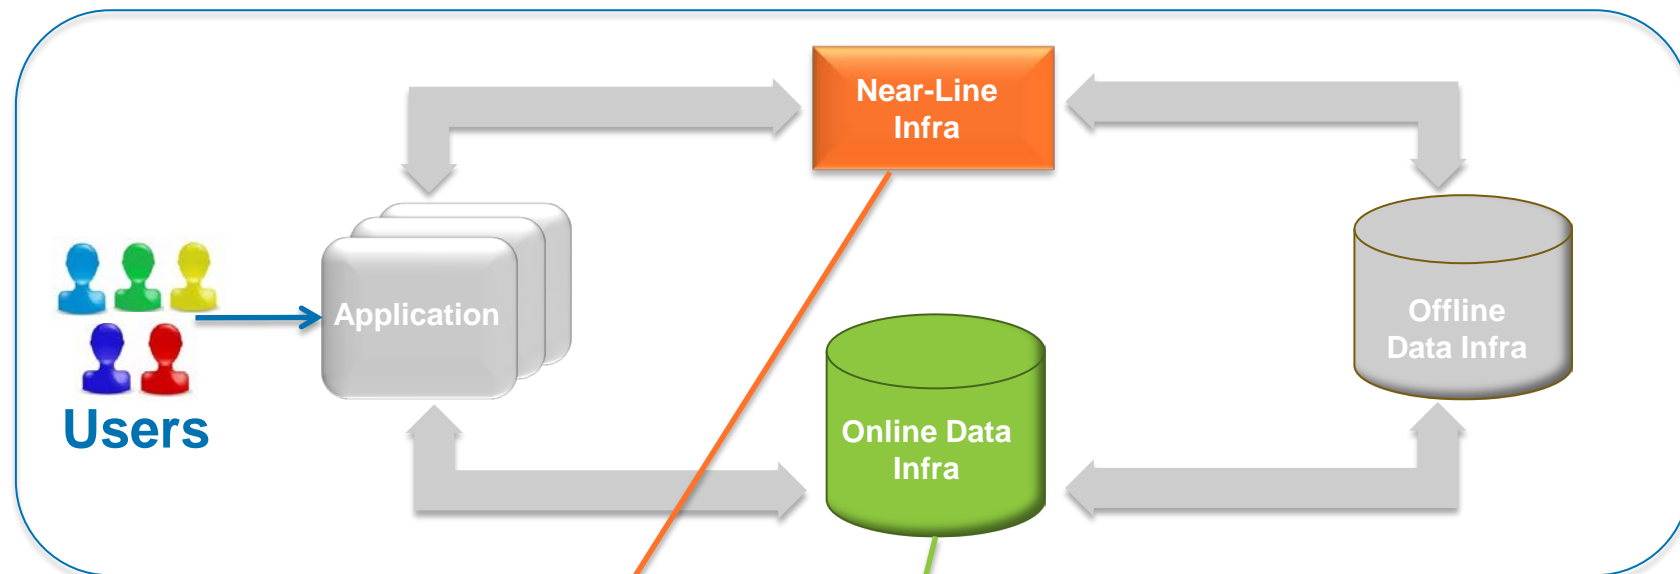 Near-Line
Infra
Application
Users
Online Data
Infra
Offline
Data Infra